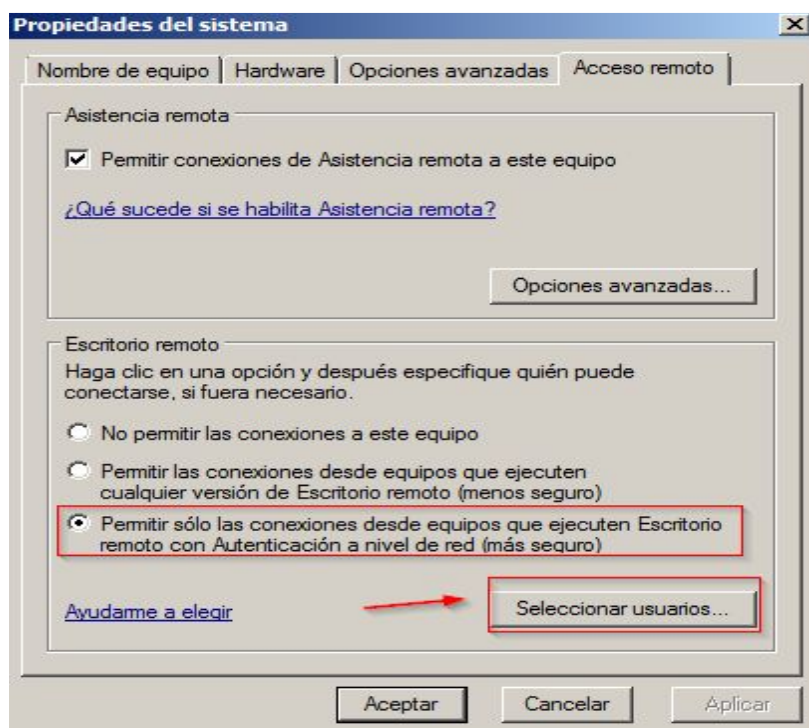 Propiedades del sistema
Nombre de equipo
Hardware
Opciones avanzadas
Acceso remoto
Asistencia remota
Permitir conexiones de Asistencia remota a este equipo
¿Qué sucede si se habilita Asistencia remota?
Opciones avanzadas...
Escritorio remoto
Haga clic en una opción y después especifique quién puede
conectarse, si fuera necesario.
No permitir las conexiones a este equipo
Permitir las conexiones desde equipos que ejecuten
cualquier versión de Escritorio remoto (menos seguro)
Permitir sólo las conexiones desde equipos que ejecuten Escritorio
remoto con Autenticación a nivel de red (más seguro)
Ayudarme a elegir
Seleccionar usuarios...
Aceptar
Cancelar
Aplicar